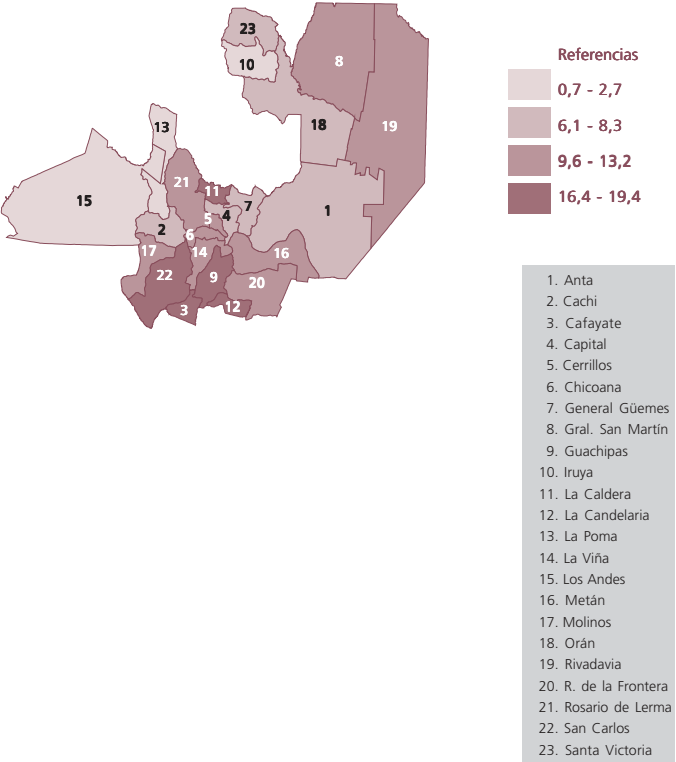 23
10
8
18
19
13
21
11
15
7
1
5
4
2
6
17
14
16
22
9
20
3
12
Referencias
0,7 - 2,7
6,1 - 8,3
9,6 - 13,2
16,4 - 19,4
1. Anta
2. Cachi
3. Cafayate
4. Capital
5. Cerrillos
6. Chicoana
7. General Güemes
8. Gral. San Martín
9. Guachipas
10. Iruya
11. La Caldera
12. La Candelaria
13. La Poma
14. La Viña
15. Los Andes
16. Metán
17. Molinos
18. Orán
19. Rivadavia
20. R. de la Frontera
21. Rosario de Lerma
22. San Carlos
23. Santa Victoria